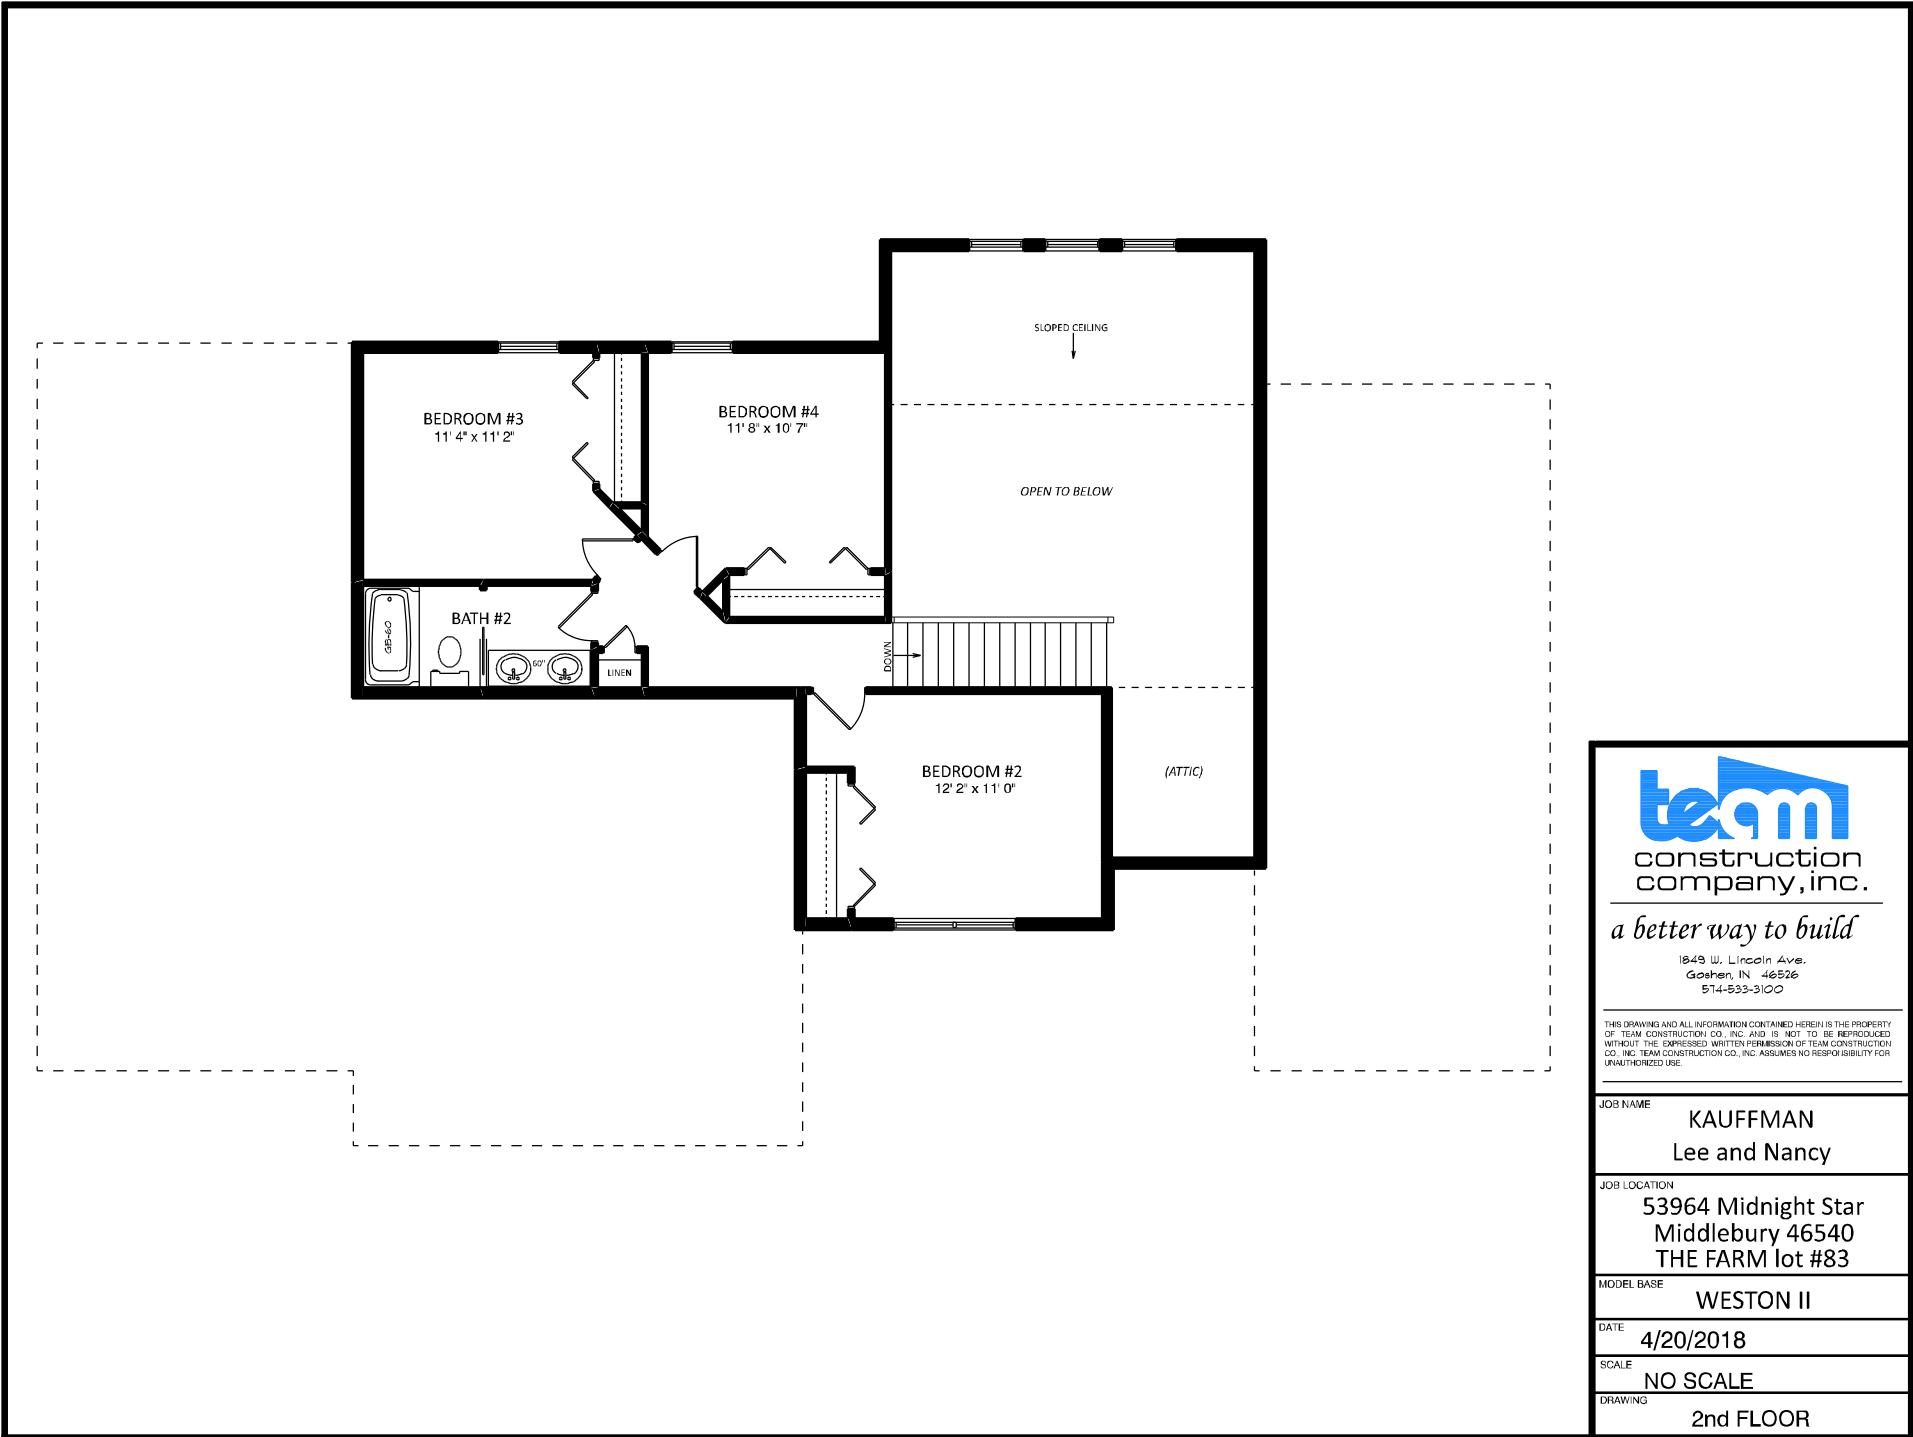 SLOPED CEILING
BEDROOM #3
11' 4" x 11' 2"
BEDROOM #4
11' 8" x 10' 7"
OPEN TO BELOW
BATH #2
GB-60
60"
LINEN
DOWN
BEDROOM #2
12' 2" x 11' 0"
(ATTIC)
team
construction
company,inc.
a better way to build
1849 W. Lincoln Ave.
Goshen, IN 46526
574-533-3100
THIS DRAWING AND ALL INFORMATION CONTAINED HEREIN IS THE PROPERTY
OF TEAM CONSTRUCTION CO., INC. AND IS NOT TO BE REPRODUCED
WITHOUT THE EXPRESSED WRITTEN PERMISSION OF TEAM CONSTRUCTION
CO., INC. TEAM CONSTRUCTION CO., INC. ASSUMES NO RESPONSIBILITY FOR
UNAUTHORIZED USE.
JOB NAME
KAUFFMAN
Lee and Nancy
JOB LOCATION
53964 Midnight Star
Middlebury 46540
THE FARM lot #83
MODEL BASE
WESTON II
DATE
4/20/2018
SCALE
NO SCALE
DRAWING
2nd FLOOR